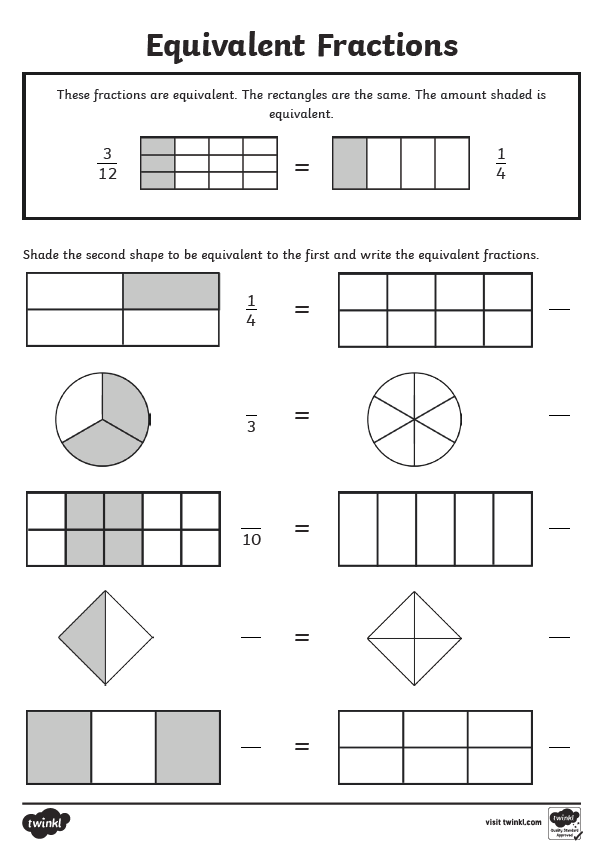 Equivalent Fractions
These fractions are equivalent. The rectangles are the same. The amount shaded is
equivalent.
3
12
=
1
4
Shade the second shape to be equivalent to the first and write the equivalent fractions.
1
4
=
3
=
10
=
=
=
twinkl
visit twinkl.com
twinkl
Quality Standard
Approved